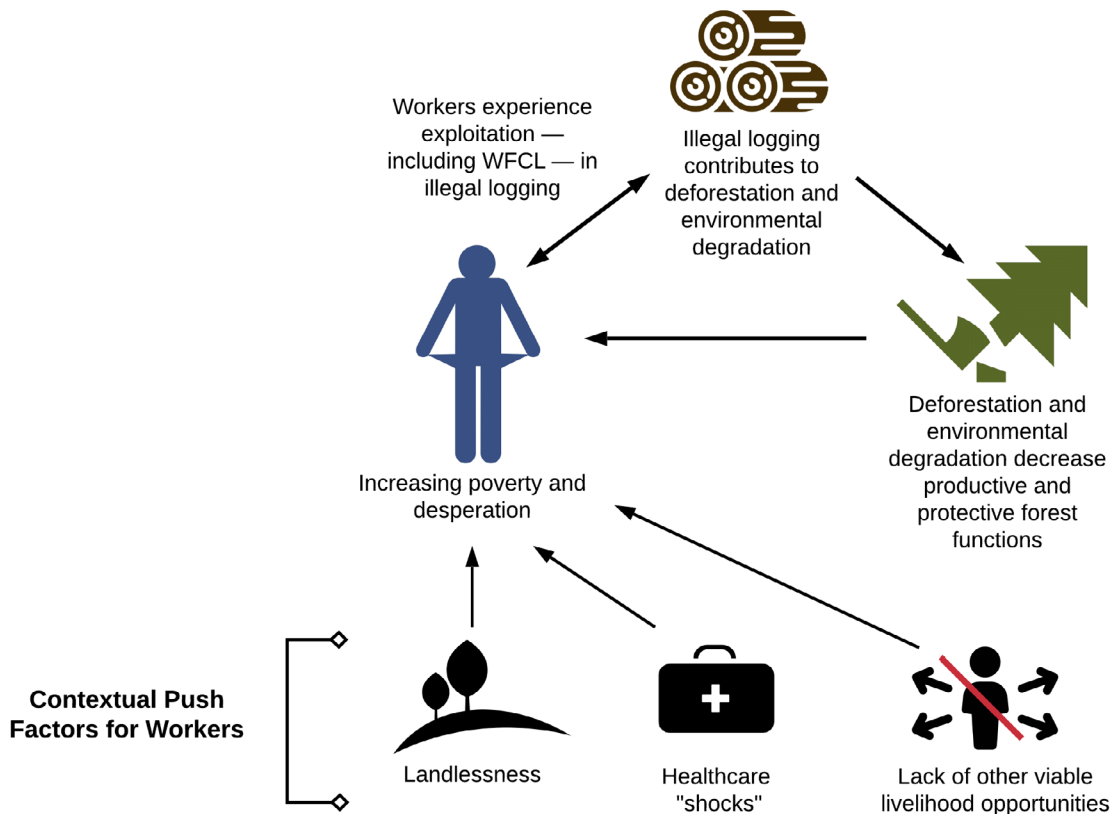 Workers experience
exploitation —
including WFCL — in
illegal logging
Illegal logging
contributes to
deforestation and
environmental
degradation
Increasing poverty and
desperation
Deforestation and
environmental
degradation decrease
productive and
protective forest
functions
Contextual Push
Factors for Workers
Landlessness
Healthcare
"shocks"
Lack of other viable
livelihood opportunities